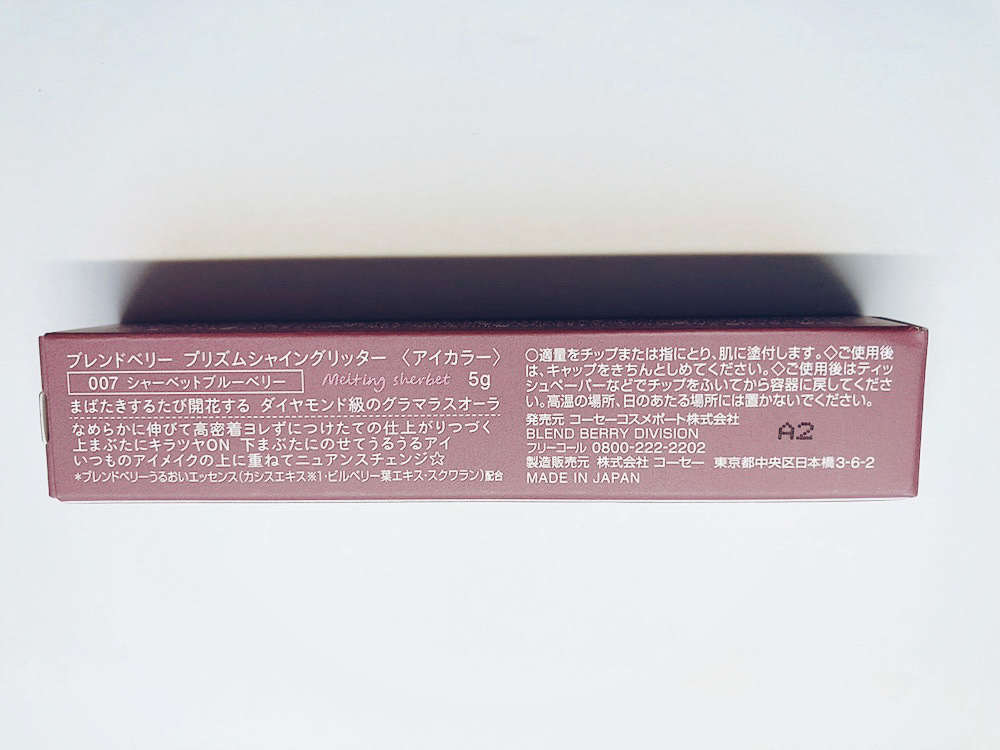 ブレンドベリー プリズムシャイングリッター 〈アイカラー〉
007 シャーベットブルーベリー Melting sherbet 5g
まばたきするたび開花する ダイヤモンド級のグラマラスオーラ
なめらかに伸びて高密着ヨレずにつけたての仕上がりつづく
上まぶたにキラツヤON 下まぶたにのせてうるうるアイ
いつものアイメイクの上に重ねてニュアンスチェンジ☆
*ブレンドベリーうるおいエッセンス(カシスエキス※1・ビルベリー葉エキス・スクワラン)配合
○適量をチップまたは指にとり、肌に塗付します。◇ご使用後
は、キャップをきちんとしめてください。◇ご使用後はティッ
シュペーパーなどでチップをふいてから容器に戻してくださ
い。高温の場所、日のあたる場所には置かないでください。
発売元 コーセーコスメポート株式会社
BLEND BERRY DIVISION
フリーコール 0800-222-2202
製造販売元 株式会社 コーセー 東京都中央区日本橋3-6-2
MADE IN JAPAN
A2